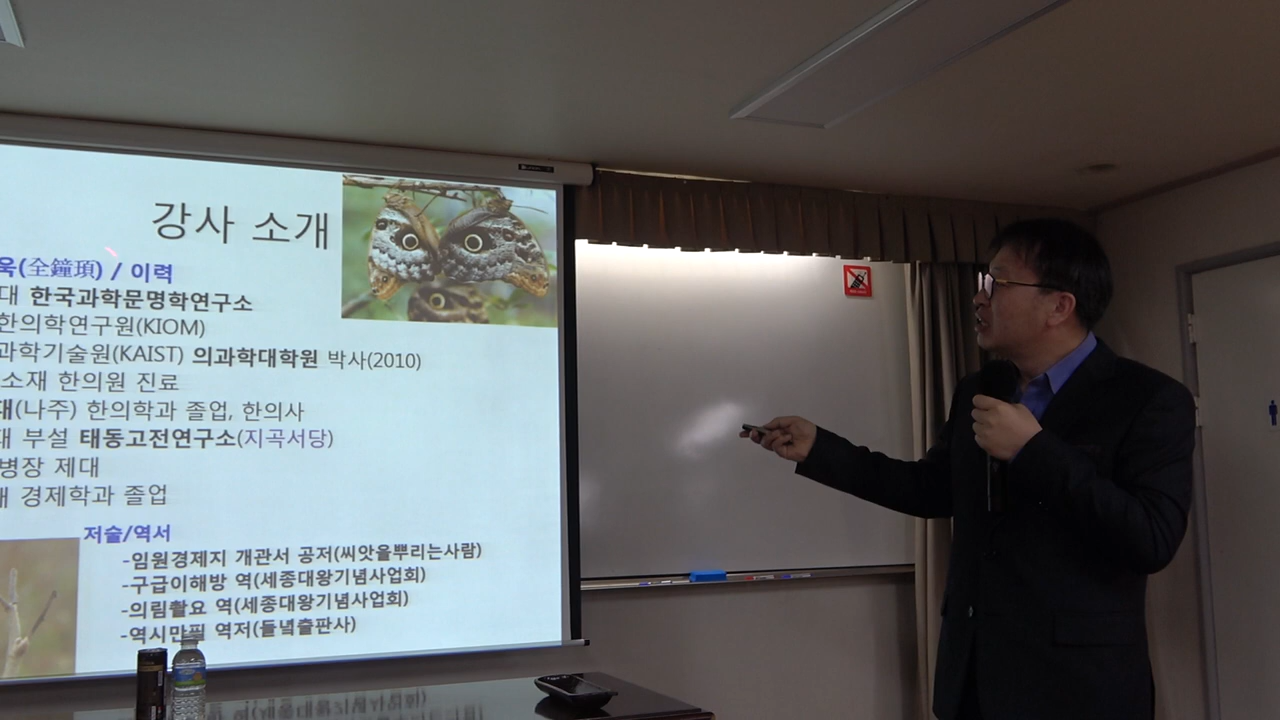 강사 소개
욱(全鐘頊) / 이력
대 한국과학문명학연구소
한의학연구원(KIOM)
과학기술원(KAIST) 의과학대학원 박사(2010)
소재 한의원 진료
대(나주) 한의학과 졸업, 한의사
대 부설 태동고전연구소(지곡서당)
병장 제대
대 경제학과 졸업
저술/역서
-임원경제지 개관서 공저(씨앗을뿌리는사람)
-구급이해방 역(세종대왕기념사업회)
-의림촬요 역(세종대왕기념사업회)
-역시만필 역저(들녘출판사)